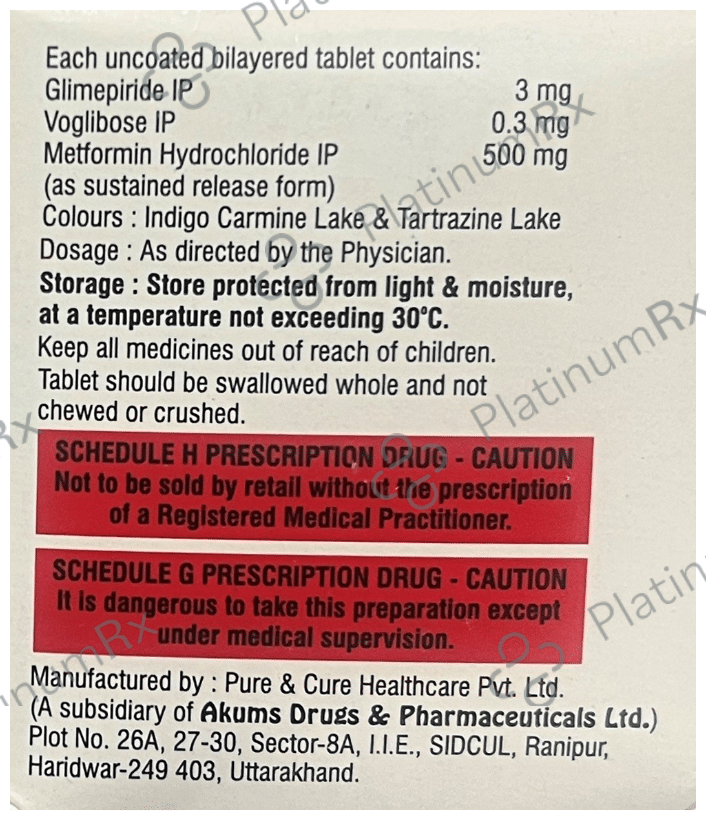 Each uncoated bilayered tablet contains:
Glimepiride IP 3 mg
Voglibose IP 0.3 mg
Metformin Hydrochloride IP 500 mg
(as sustained release form)
Colours : Indigo Carmine Lake & Tartrazine Lake
Dosage : As directed by the Physician.
Storage : Store protected from light & moisture,
at a temperature not exceeding 30°C.
Keep all medicines out of reach of children.
Tablet should be swallowed whole and not
chewed or crushed.
SCHEDULE H PRESCRIPTION DRUG - CAUTION
Not to be sold by retail without the prescription
of a Registered Medical Practitioner.
SCHEDULE G PRESCRIPTION DRUG - CAUTION
It is dangerous to take this preparation except
under medical supervision.
Manufactured by : Pure & Cure Healthcare Pvt. Ltd.
(A subsidiary of Akums Drugs & Pharmaceuticals Ltd.)
Plot No. 26A, 27-30, Sector-8A, I.I.E., SIDCUL, Ranipur,
Haridwar-249 403, Uttarakhand.
Pla
PlatinumRx
PlatinumRx
Rx
Platin
inumRx